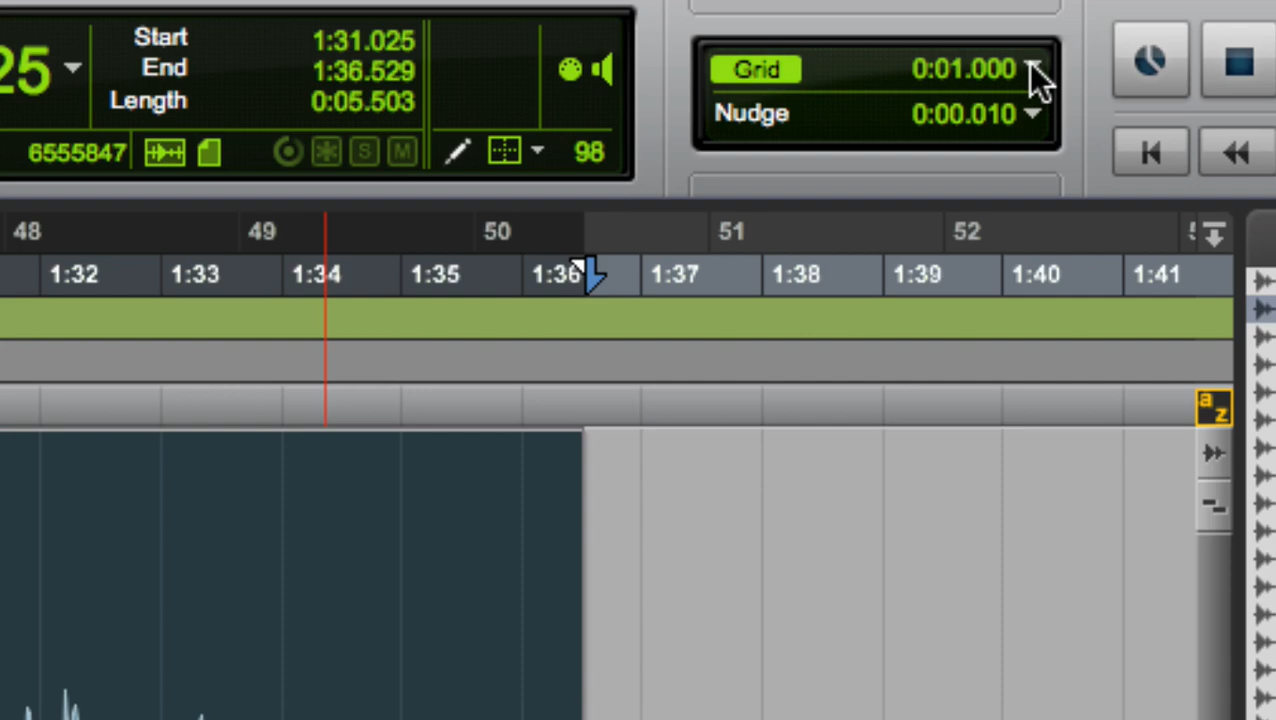 25
Start 1:31.025
End 1:36.529
Length 0:05.503
6555847 S M 98
Grid 0:01.000
Nudge 0:00.010
48 49 50 51 52
1:32 1:33 1:34 1:35 1:36 1:37 1:38 1:39 1:40 1:41
a z